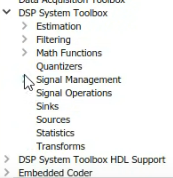 Data Acquisition Toolbox
DSP System Toolbox
Estimation
Filtering
Math Functions
Quantizers
Signal Management
Signal Operations
Sinks
Sources
Statistics
Transforms
DSP System Toolbox HDL Support
Embedded Coder